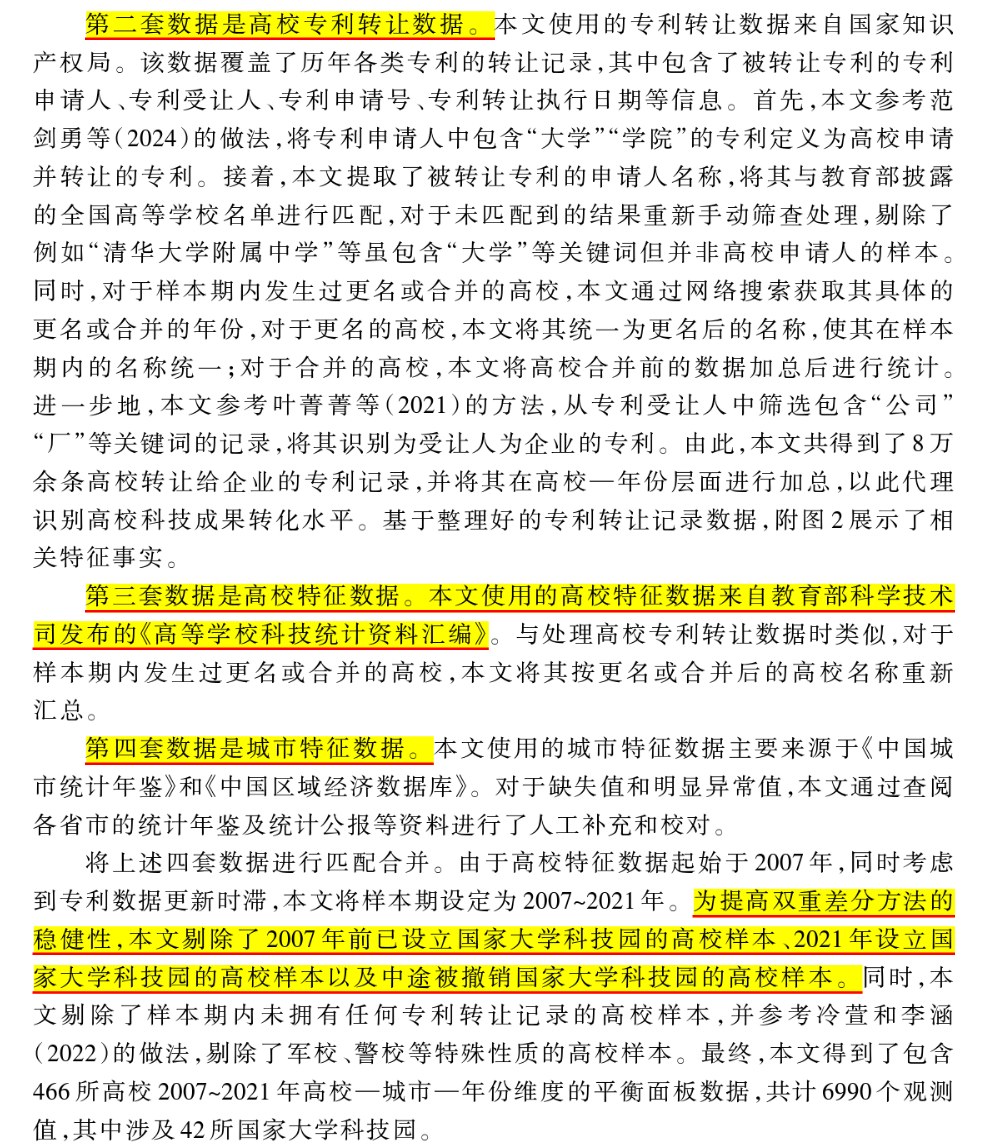 第二套数据是高校专利转让数据。本文使用的专利转让数据来自国家知识
产权局。该数据覆盖了历年各类专利的转让记录,其中包含了被转让专利的专利
申请人、专利受让人、专利申请号、专利转让执行日期等信息。首先,本文参考范
剑勇等(2024)的做法,将专利申请人中包含“大学”“学院”的专利定义为高校申请
并转让的专利。接着,本文提取了被转让专利的申请人名称,将其与教育部披露
的全国高等学校名单进行匹配,对于未匹配到的结果重新手动筛查处理,剔除了
例如“清华大学附属中学”等虽包含“大学”等关键词但并非高校申请人的样本。
同时,对于样本期内发生过更名或合并的高校,本文通过网络搜索获取其具体的
更名或合并的年份,对于更名的高校,本文将其统一为更名后的名称,使其在样本
期内的名称统一;对于合并的高校,本文将高校合并前的数据加总后进行统计。
进一步地,本文参考叶菁菁等(2021)的方法,从专利受让人中筛选包含“公司”
“厂”等关键词的记录,将其识别为受让人为企业的专利。由此,本文共得到了8万
余条高校转让给企业的专利记录,并将其在高校—年份层面进行加总,以此代理
识别高校科技成果转化水平。基于整理好的专利转让记录数据,附图2展示了相
关特征事实。
第三套数据是高校特征数据。本文使用的高校特征数据来自教育部科学技术
司发布的《高等学校科技统计资料汇编》。与处理高校专利转让数据时类似,对于
样本期内发生过更名或合并的高校,本文将其按更名或合并后的高校名称重新
汇总。
第四套数据是城市特征数据。本文使用的城市特征数据主要来源于《中国城
市统计年鉴》和《中国区域经济数据库》。对于缺失值和明显异常值,本文通过查阅
各省市的统计年鉴及统计公报等资料进行了人工补充和校对。
将上述四套数据进行匹配合并。由于高校特征数据起始于2007年,同时考虑
到专利数据更新时滞,本文将样本期设定为2007~2021年。为提高双重差分方法的
稳健性,本文剔除了2007年前已设立国家大学科技园的高校样本、2021年设立国
家大学科技园的高校样本以及中途被撤销国家大学科技园的高校样本。同时,本
文剔除了样本期内未拥有任何专利转让记录的高校样本,并参考冷萱和李涵
(2022)的做法,剔除了军校、警校等特殊性质的高校样本。最终,本文得到了包含
466所高校2007~2021年高校—城市—年份维度的平衡面板数据,共计6990个观测
值,其中涉及42所国家大学科技园。